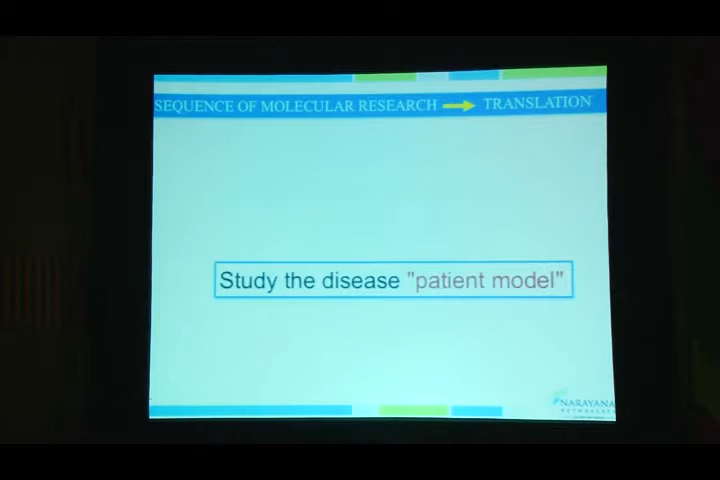 SEQUENCE OF MOLECULAR RESEARCH → TRANSLATION
Study the disease "patient model"
NARAYANA